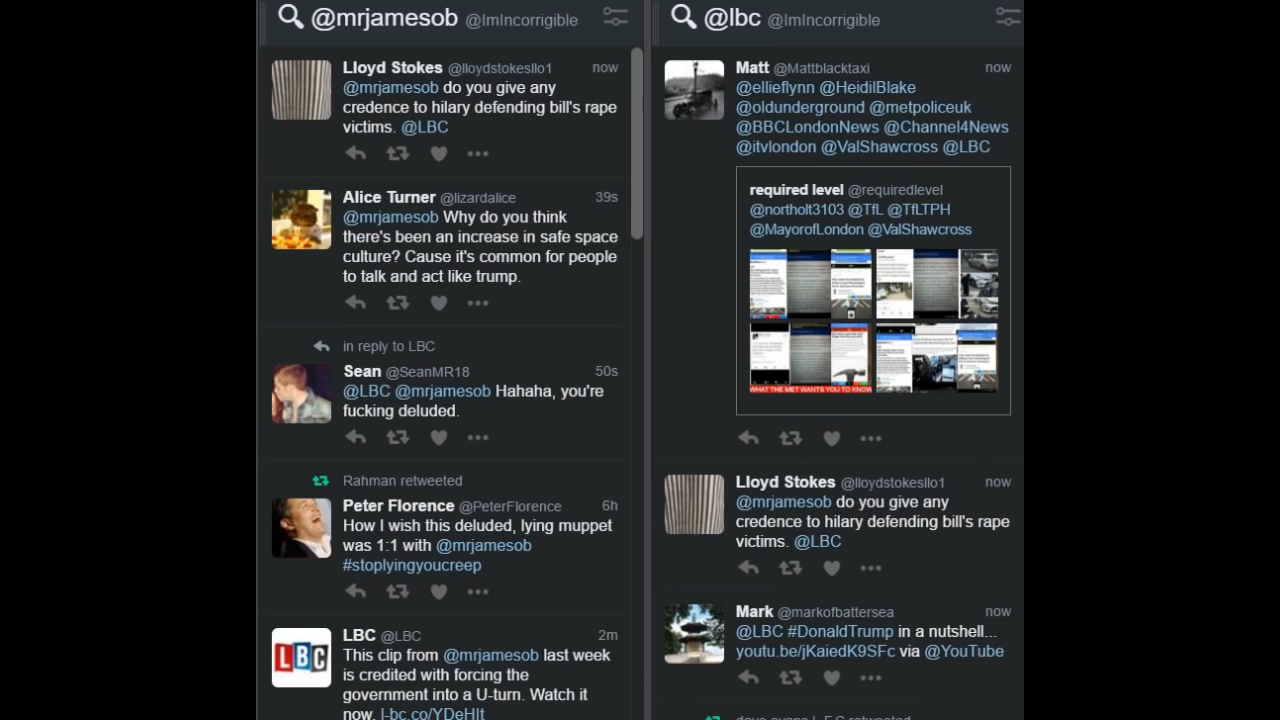 @mrjamesob @ImIncorrigible
Lloyd Stokes @lloydstokesllo1 now
@mrjamesob do you give any
credence to hilary defending bill's rape
victims. @LBC
Alice Turner @lizardalice 39s
@mrjamesob Why do you think
there's been an increase in safe space
culture? Cause it's common for people
to talk and act like trump.
in reply to LBC
Sean @SeanMR18 50s
@LBC @mrjamesob Hahaha, you're
fucking deluded.
Rahman retweeted
Peter Florence @PeterFlorence 6h
How I wish this deluded, lying muppet
was 1:1 with @mrjamesob
#stoplyingyoucreep
LBC
LBC @LBC 2m
This clip from @mrjamesob last week
is credited with forcing the
government into a U-turn. Watch it
now. l-bc.co/YDeHIt
@lbc @ImIncorrigible
Matt @Mattblacktaxi now
@ellieflynn @HeidilBlake
@oldunderground @metpoliceuk
@BBCLondonNews @Channel4News
@itvlondon @ValShawcross @LBC
required level @requiredlevel
@northolt3103 @TfL @TfLTPH
@MayorofLondon @ValShawcross
WHAT THE MET WANTS YOU TO KNOW
Lloyd Stokes @lloydstokesllo1 now
@mrjamesob do you give any
credence to hilary defending bill's rape
victims. @LBC
Mark @markofbattersea now
@LBC #DonaldTrump in a nutshell...
youtu.be/jKaiedK9SFc via @YouTube